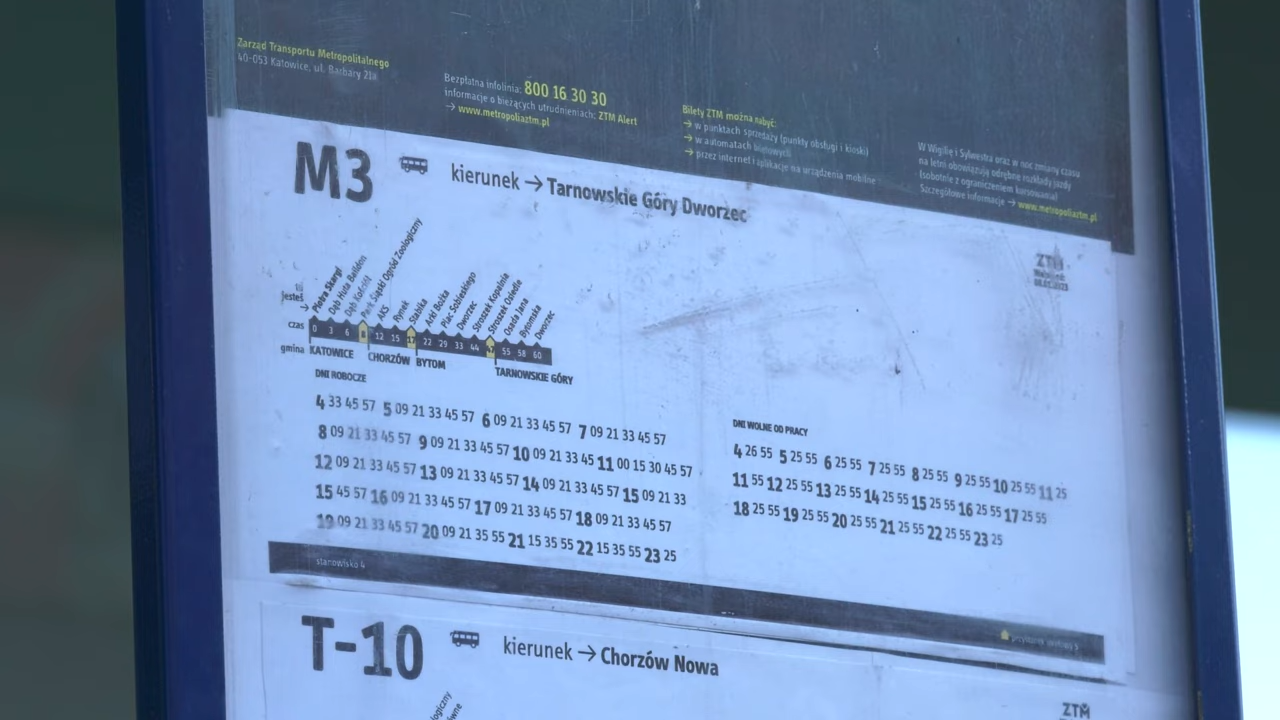 Zarząd Transportu Metropolitalnego
40-053 Katowice, ul. Barbary 21a
Bezpłatna infolinia: 800 16 30 30
informacje o bieżących utrudnieniach: ZTM Alert
→ www.metropoliaztm.pl
Bilety ZTM można nabyć:
→ w punktach sprzedaży (punkty obsługi i kioski)
→ w automatach biletowych
→ przez internet i aplikacje na urządzenia mobilne
W Wigilię i Sylwestra oraz w noc zmiany czasu
na letni obowiązują odrębne rozkłady jazdy
(sobotnie z ograniczeniem kursowania)
Szczegółowe informacje → www.metropoliaztm.pl
M3 kierunek → Tarnowskie Góry Dworzec
ZTM
tu
jesteś
Piotra Skargi
Dąb Huta Baildon
Dąb Kościół
Park Śląski Ogród Zoologiczny
AKS
Rynek
Stalika
Arki Bożka
Plac Sobieskiego
Dworzec
Stroszek Kopalnia
Stroszek Osiedle
Osada Jana
Bytomska
Dworzec
czas 0 3 6 12 15 22 29 33 44 55 58 60
gmina KATOWICE CHORZÓW BYTOM TARNOWSKIE GÓRY
DNI ROBOCZE
4 33 45 57 5 09 21 33 45 57 6 09 21 33 45 57 7 09 21 33 45 57
8 09 21 33 45 57 9 09 21 33 45 57 10 09 21 33 45 11 00 15 30 45 57
12 09 21 33 45 57 13 09 21 33 45 57 14 09 21 33 45 57 15 09 21 33
15 45 57 16 09 21 33 45 57 17 09 21 33 45 57 18 09 21 33 45 57
19 09 21 33 45 57 20 09 21 35 55 21 15 35 55 22 15 35 55 23 25
DNI WOLNE OD PRACY
4 26 55 5 25 55 6 25 55 7 25 55 8 25 55 9 25 55 10 25 55 11 25
11 55 12 25 55 13 25 55 14 25 55 15 25 55 16 25 55 17 25 55
18 25 55 19 25 55 20 25 55 21 25 55 22 25 55 23 25
stanowisko 4
T-10 kierunek → Chorzów Nowa
ZTM